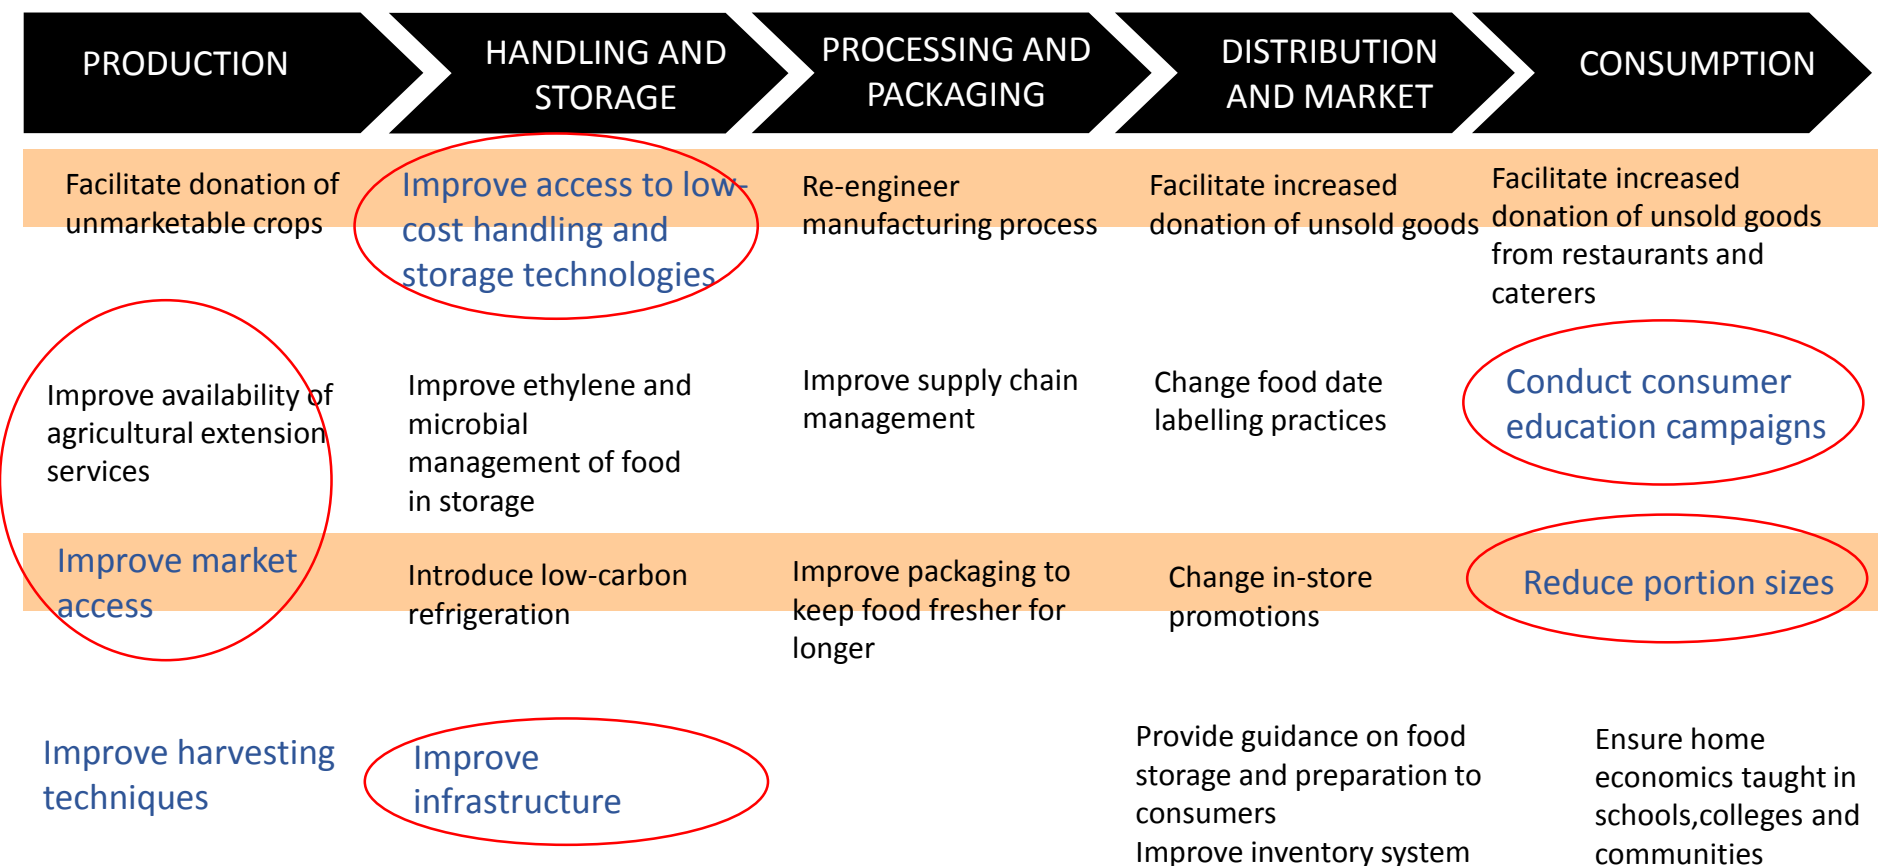 PRODUCTION
HANDLING AND
STORAGE
PROCESSING AND
PACKAGING
DISTRIBUTION
AND MARKET
CONSUMPTION
Facilitate donation of
unmarketable crops
Improve access to low-
cost handling and
storage technologies
Re-engineer
manufacturing process
Facilitate increased
donation of unsold goods
Facilitate increased
donation of unsold goods
from restaurants and
caterers
Improve availability of
agricultural extension
services
Improve ethylene and
microbial
management of food
in storage
Improve supply chain
management
Change food date
labelling practices
Conduct consumer
education campaigns
Improve market
access
Introduce low-carbon
refrigeration
Improve packaging to
keep food fresher for
longer
Change in-store
promotions
Reduce portion sizes
Improve harvesting
techniques
Improve
infrastructure
Provide guidance on food
storage and preparation to
consumers
Improve inventory system
Ensure home
economics taught in
schools,colleges and
communities